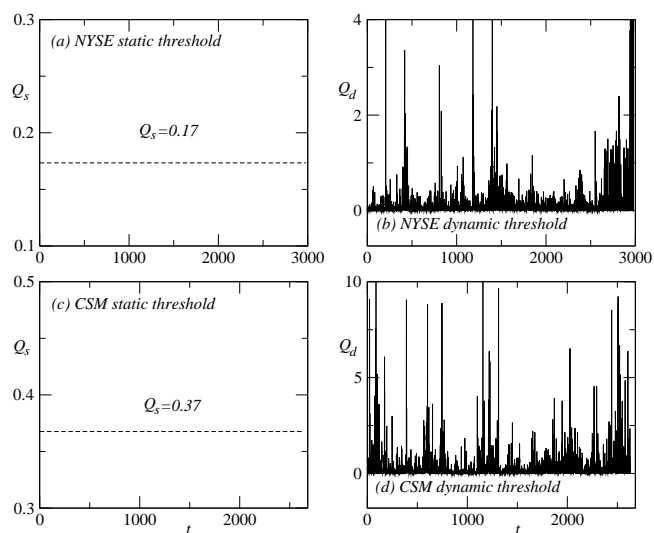 0.3
(a) NYSE static threshold
Q_s
0.2
Q_s=0.17
0.1
0 1000 2000 3000
4
Q_d
2
0
(b) NYSE dynamic threshold
0 1000 2000 3000
0.5
(c) CSM static threshold
Q_s
0.4
Q_s=0.37
0.3
0 1000 2000
t
10
Q_d
5
0
(d) CSM dynamic threshold
0 1000 2000
t